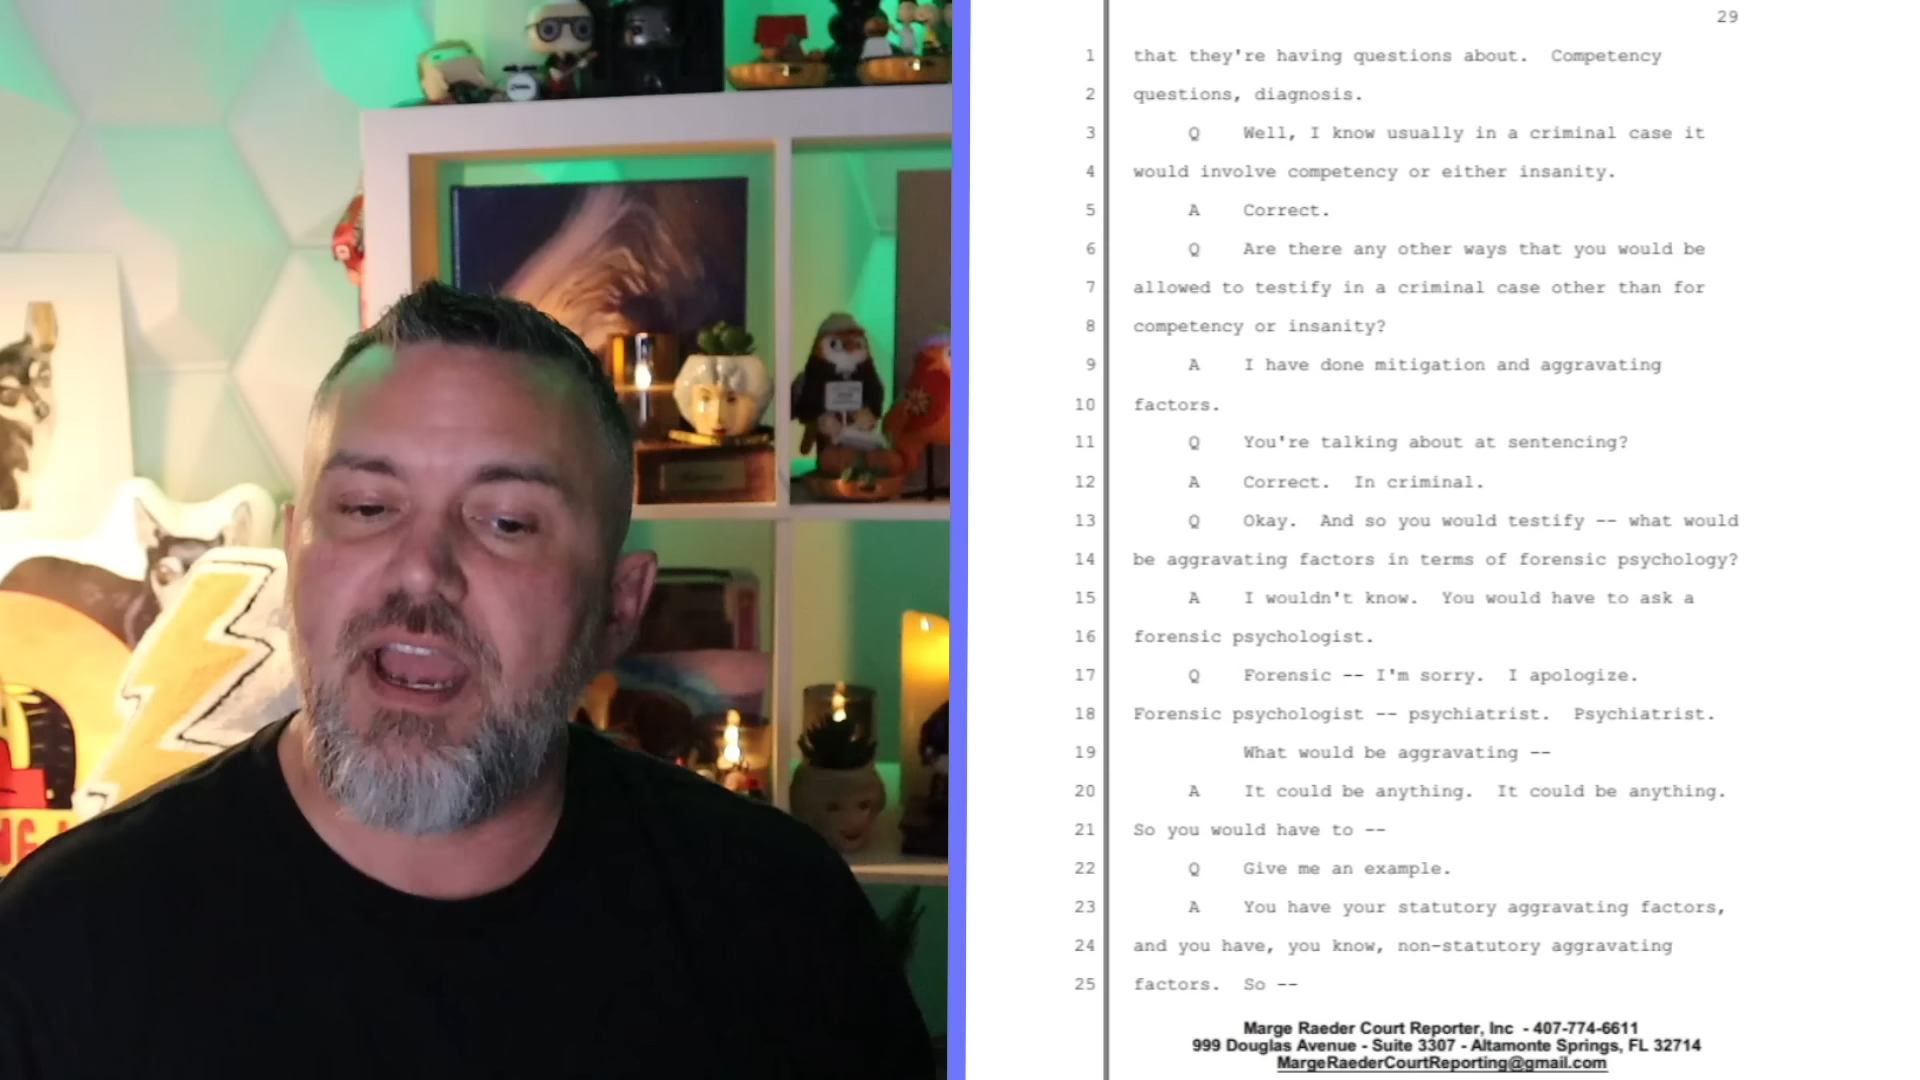 29
1 that they're having questions about. Competency
2 questions, diagnosis.
3 Q Well, I know usually in a criminal case it
4 would involve competency or either insanity.
5 A Correct.
6 Q Are there any other ways that you would be
7 allowed to testify in a criminal case other than for
8 competency or insanity?
9 A I have done mitigation and aggravating
10 factors.
11 Q You're talking about at sentencing?
12 A Correct. In criminal.
13 Q Okay. And so you would testify -- what would
14 be aggravating factors in terms of forensic psychology?
15 A I wouldn't know. You would have to ask a
16 forensic psychologist.
17 Q Forensic -- I'm sorry. I apologize.
18 Forensic psychologist -- psychiatrist. Psychiatrist.
19 What would be aggravating --
20 A It could be anything. It could be anything.
21 So you would have to --
22 Q Give me an example.
23 A You have your statutory aggravating factors,
24 and you have, you know, non-statutory aggravating
25 factors. So --
Marge Raeder Court Reporter, Inc - 407-774-6611
999 Douglas Avenue - Suite 3307 - Altamonte Springs, FL 32714
MargeRaederCourtReporting@gmail.com